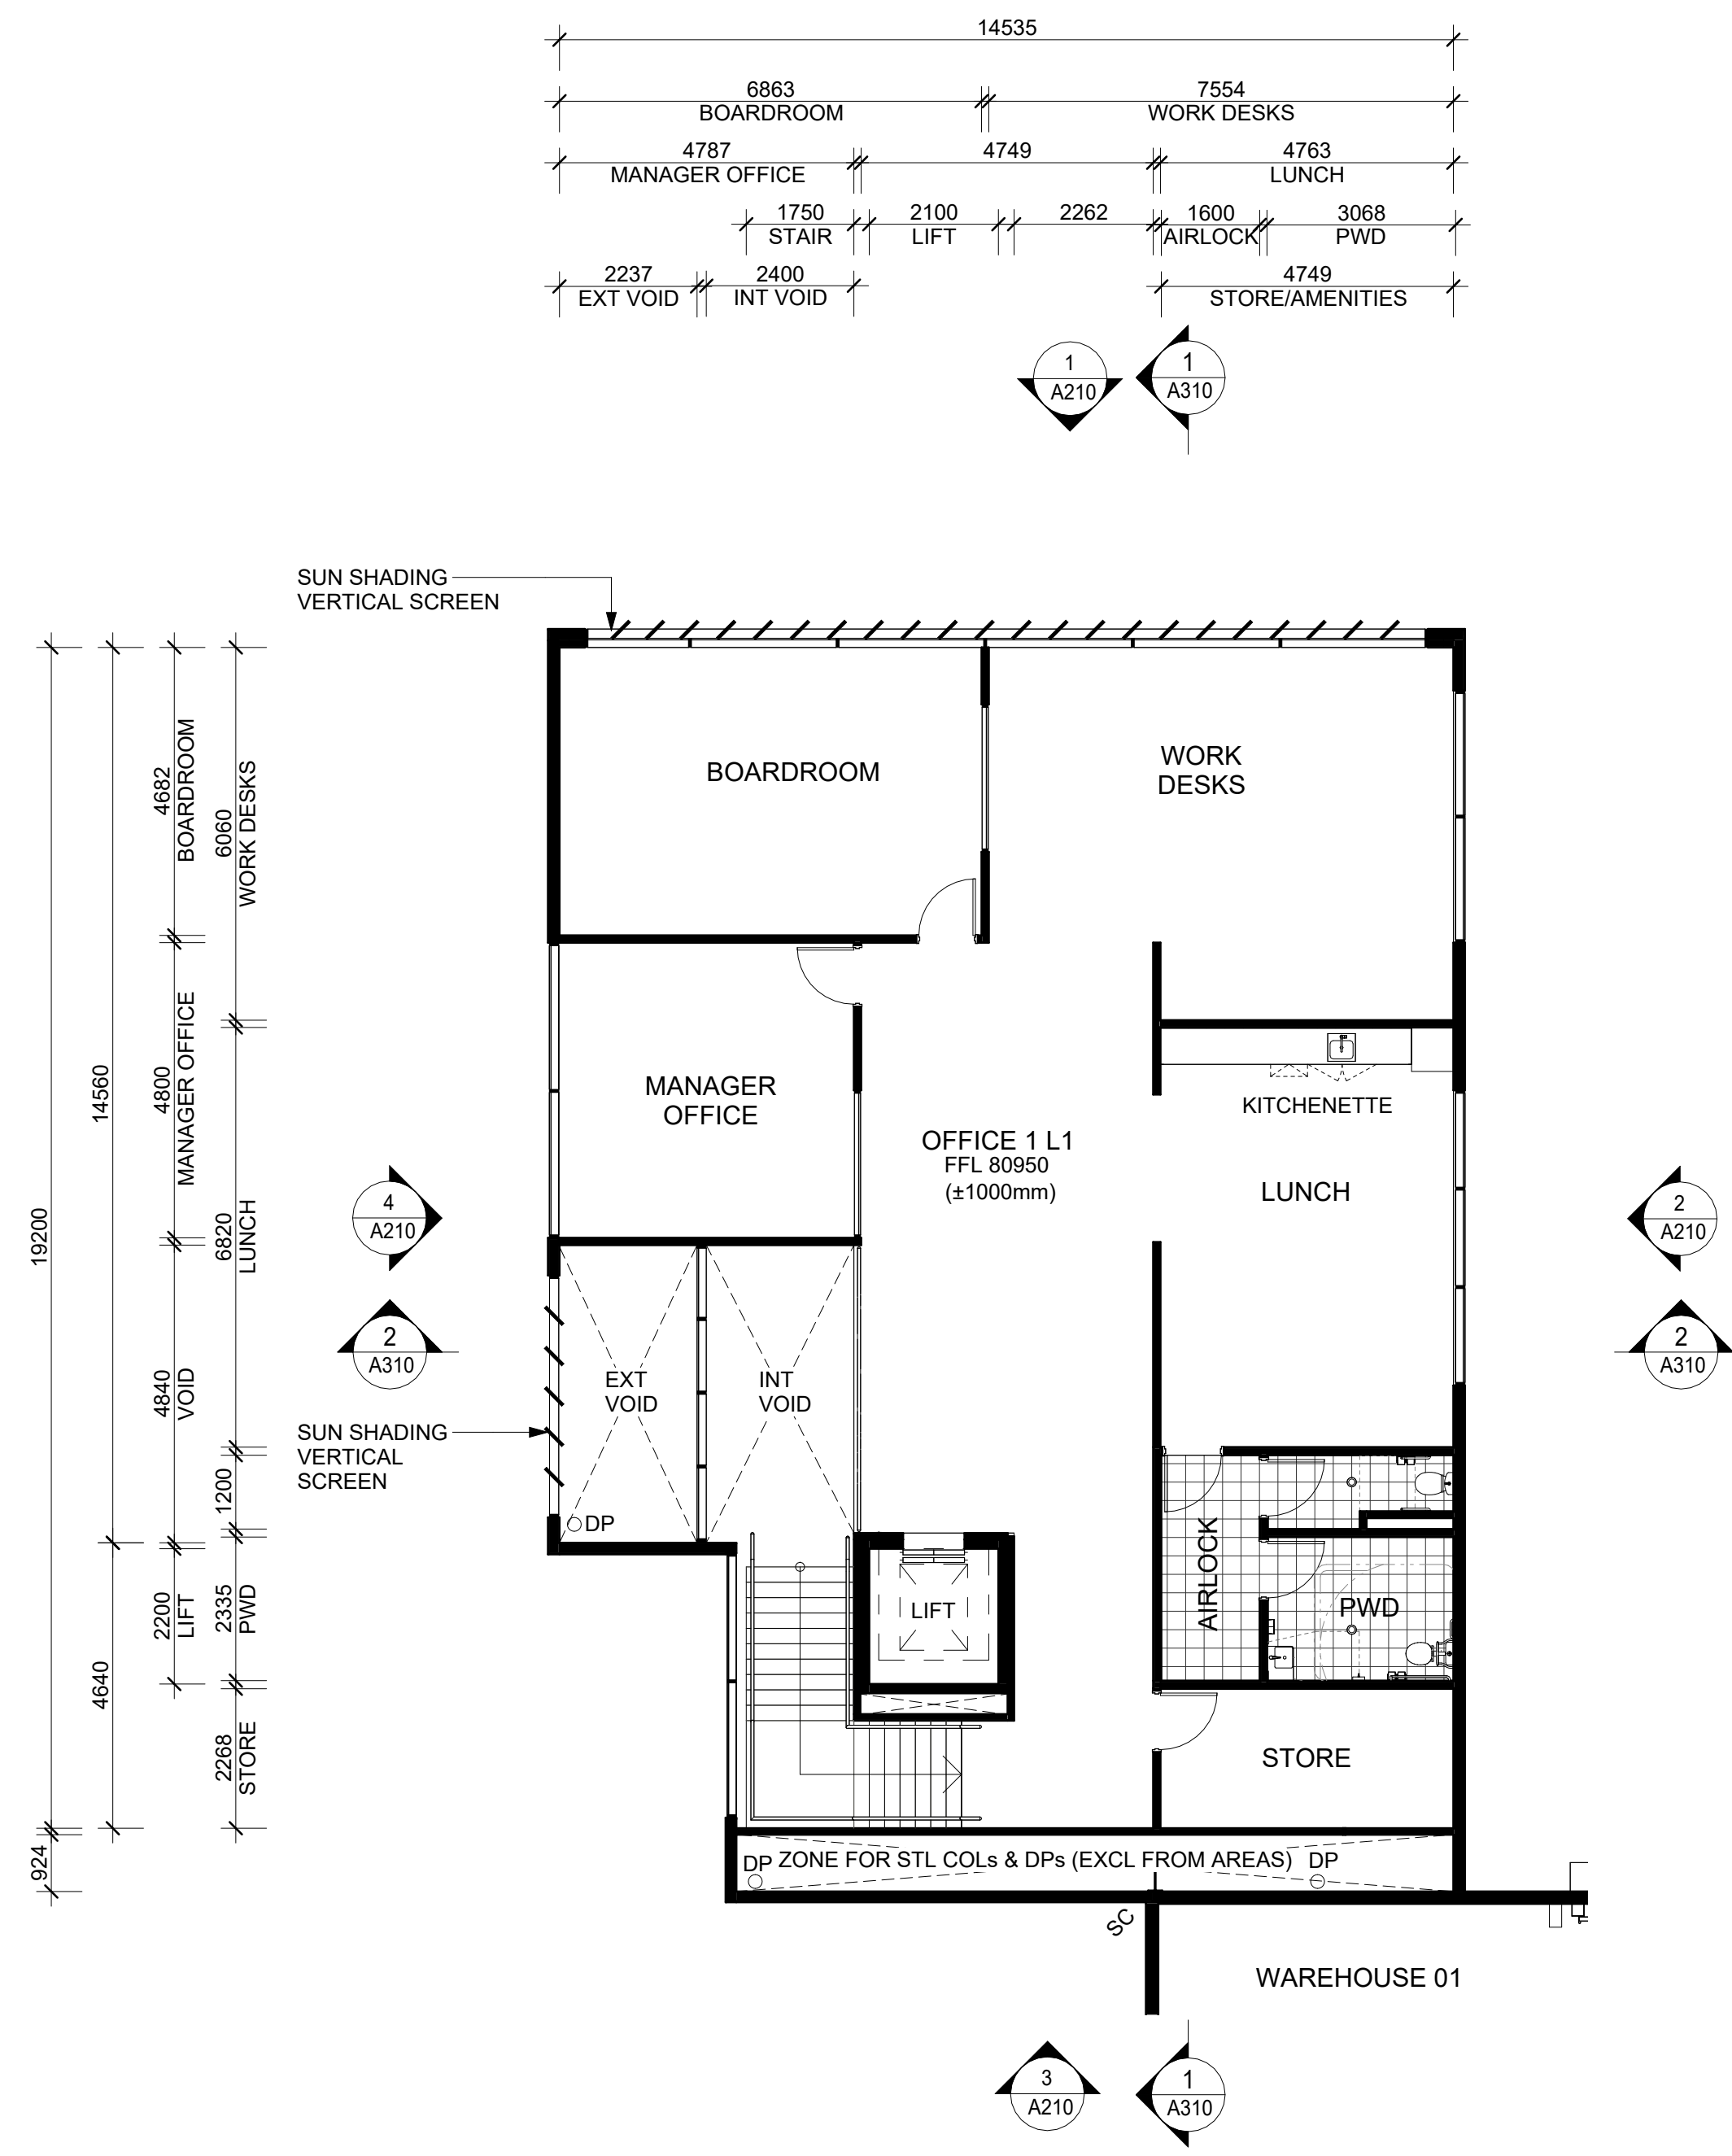 14535
6863
BOARDROOM
7554
WORK DESKS
4787
MANAGER OFFICE
4749
4763
LUNCH
1750
STAIR
2100
LIFT
2262
1600
AIRLOCK
3068
PWD
2237
EXT VOID
2400
INT VOID
4749
STORE/AMENITIES
1
A210
1
A310
SUN SHADING
VERTICAL SCREEN
19200
924
14560
4640
4682
BOARDROOM
4800
MANAGER OFFICE
4840
VOID
2200
LIFT
6060
WORK DESKS
6820
LUNCH
1200
2335
PWD
2268
STORE
BOARDROOM
WORK
DESKS
MANAGER
OFFICE
KITCHENETTE
OFFICE 1 L1
FFL 80950
(±1000mm)
LUNCH
4
A210
2
A310
2
A210
2
A310
EXT
VOID
INT
VOID
SUN SHADING
VERTICAL
SCREEN
DP
AIRLOCK
LIFT
PWD
STORE
DP
ZONE FOR STL COLs & DPs (EXCL FROM AREAS)
DP
SC
WAREHOUSE 01
3
A210
1
A310